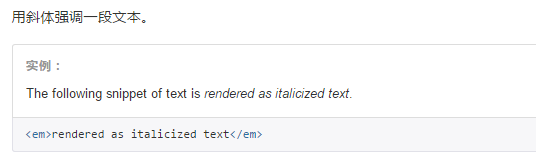 用斜体强调一段文本。
实例：
The following snippet of text is rendered as italicized text.
<em>rendered as italicized text</em>